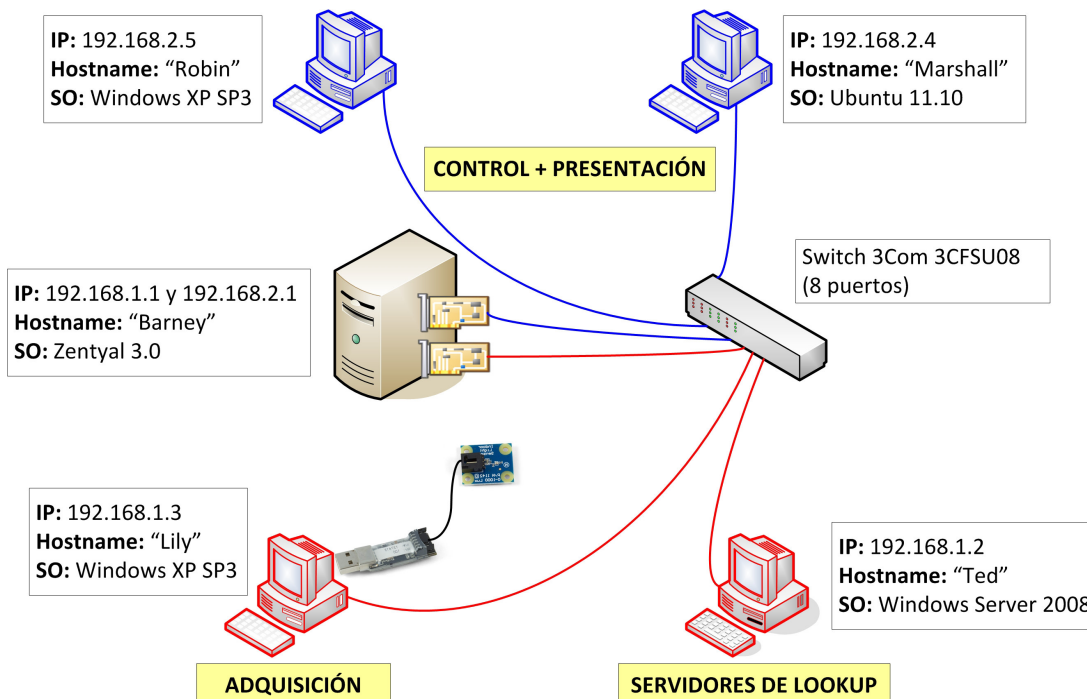 IP: 192.168.2.5
Hostname: “Robin”
SO: Windows XP SP3
IP: 192.168.2.4
Hostname: “Marshall”
SO: Ubuntu 11.10
CONTROL + PRESENTACIÓN
IP: 192.168.1.1 y 192.168.2.1
Hostname: “Barney”
SO: Zentyal 3.0
Switch 3Com 3CFSU08
(8 puertos)
IP: 192.168.1.3
Hostname: “Lily”
SO: Windows XP SP3
IP: 192.168.1.2
Hostname: “Ted”
SO: Windows Server 2008
ADQUISICIÓN
SERVIDORES DE LOOKUP